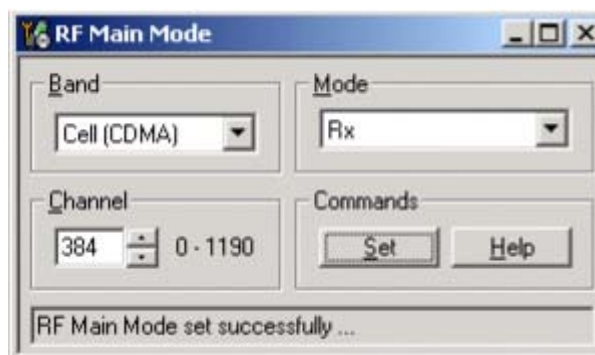 RF Main Mode
Band
Mode
Cell (CDMA)
Rx
Channel
Commands
384
0 - 1190
Set
Help
RF Main Mode set successfully ...